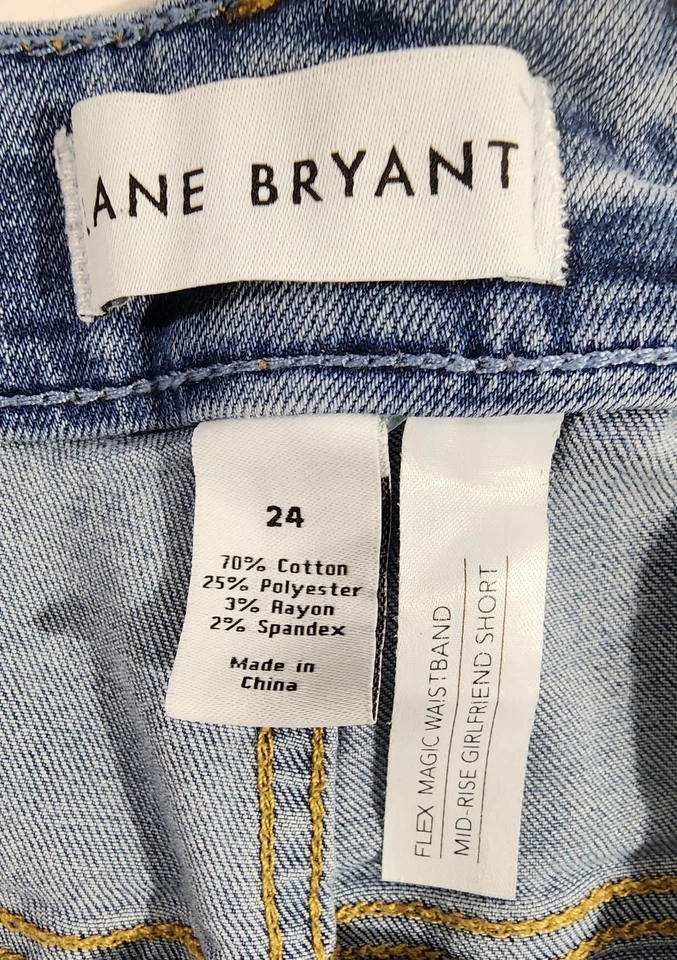 LANE BRYANT
24
70% Cotton
25% Polyester
3% Rayon
2% Spandex
Made in
China
FLEX MAGIC WAISTBAND
MID-RISE GIRLFRIEND SHORT